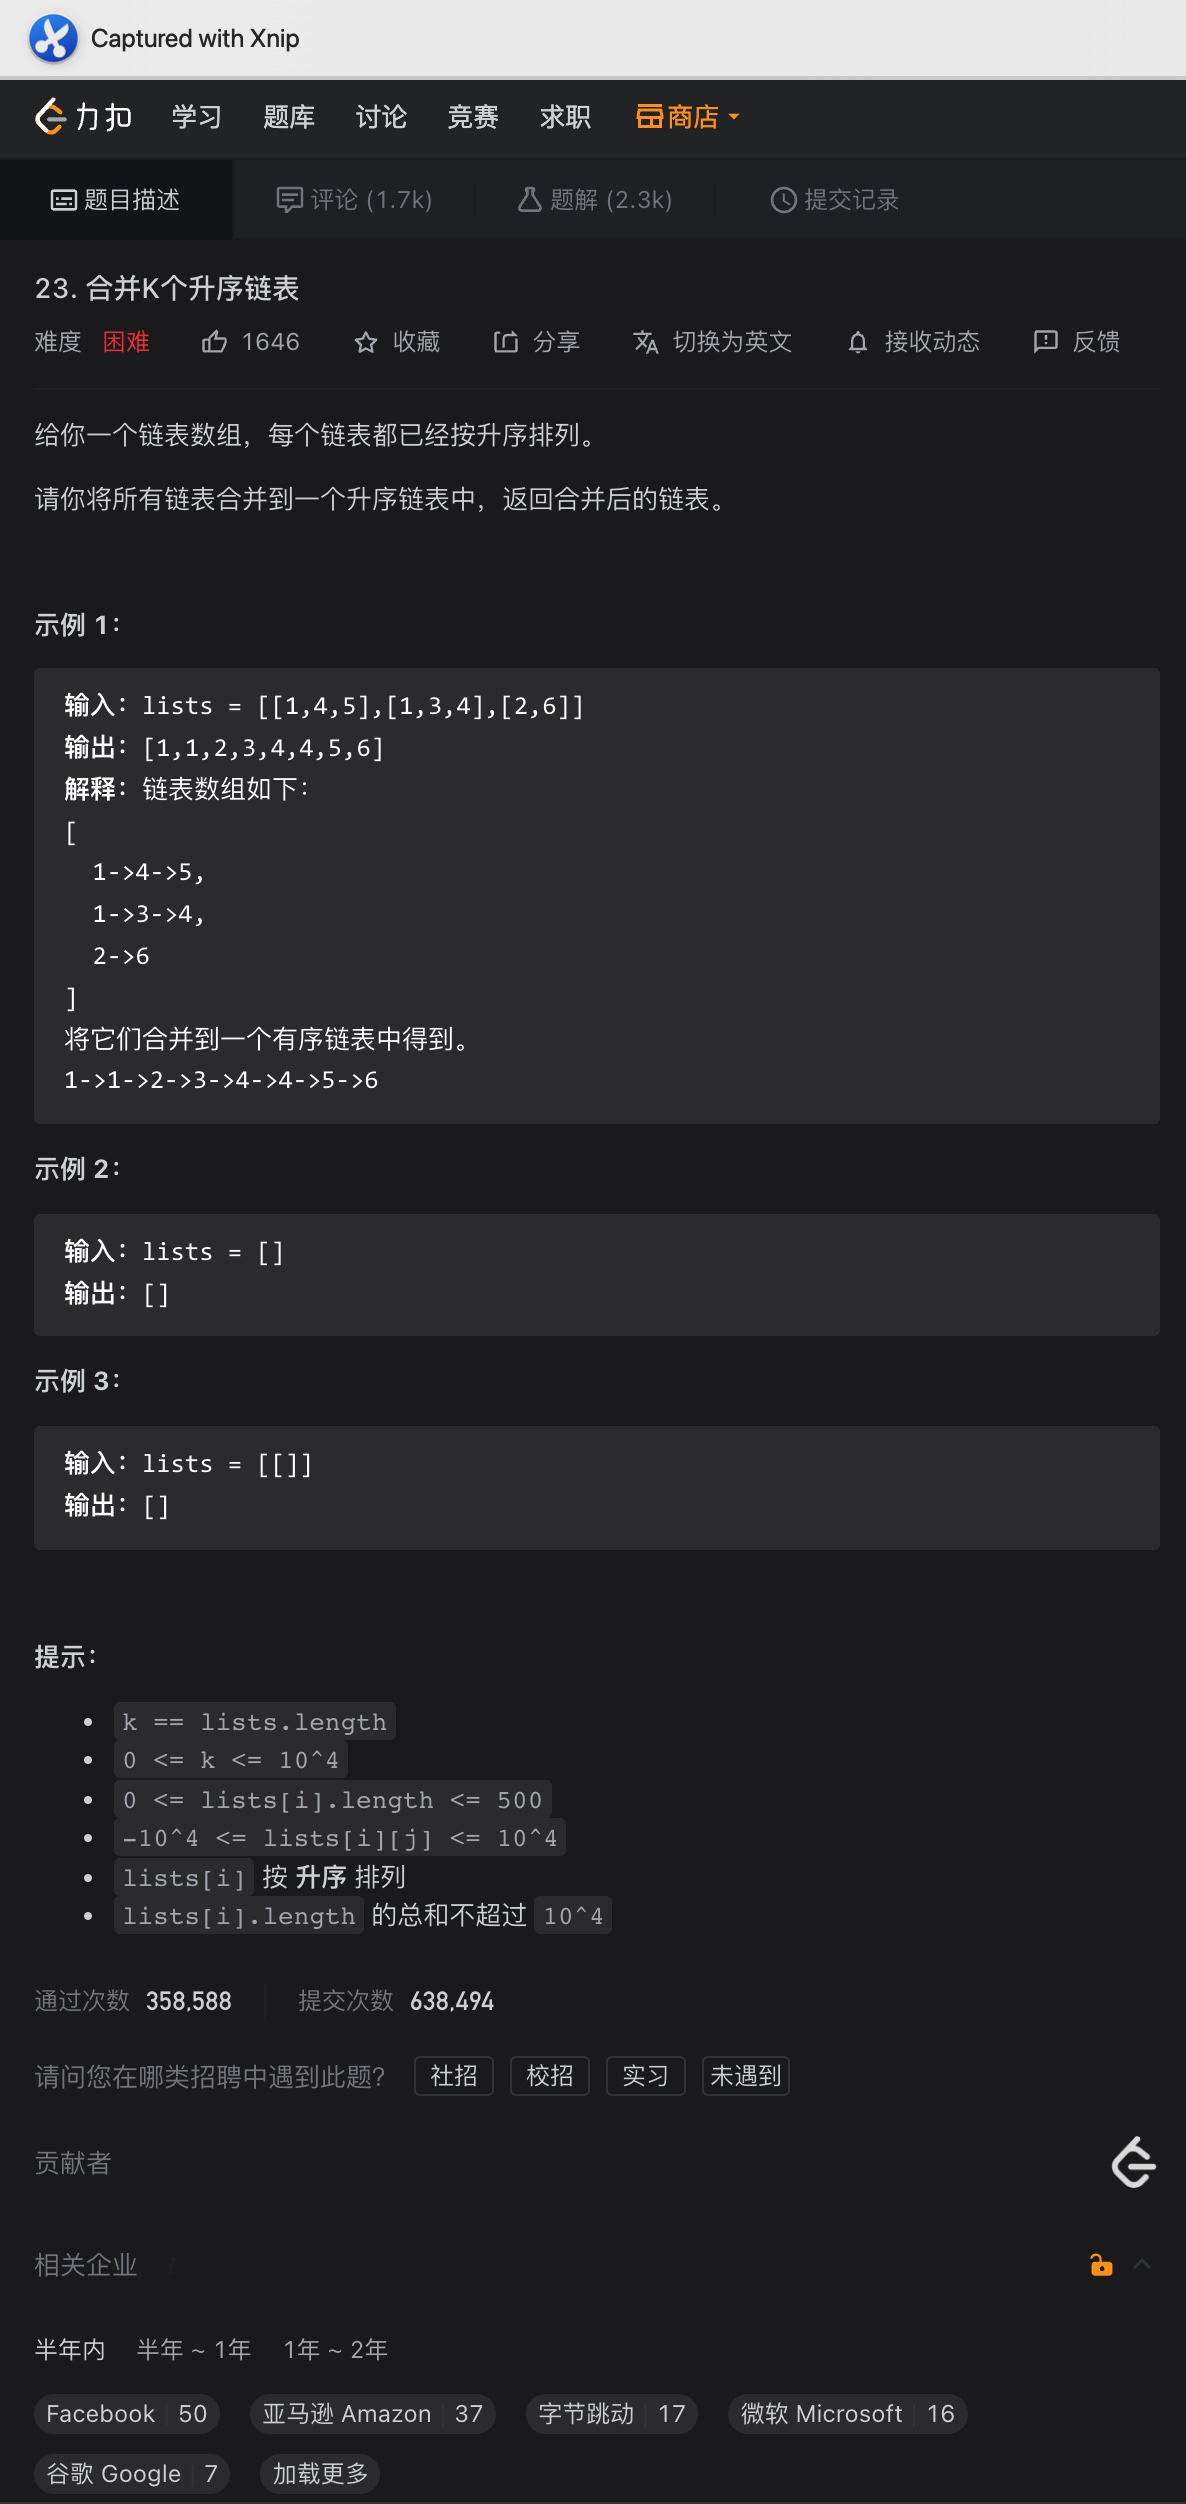 Captured with Xnip
力扣 学习 题库 讨论 竞赛 求职 商店
题目描述 评论 (1.7k) 题解 (2.3k) 提交记录
23. 合并K个升序链表
难度 困难 1646 收藏 分享 切换为英文 接收动态 反馈
给你一个链表数组，每个链表都已经按升序排列。
请你将所有链表合并到一个升序链表中，返回合并后的链表。
示例 1：
输入：lists = [[1,4,5],[1,3,4],[2,6]]
输出：[1,1,2,3,4,4,5,6]
解释：链表数组如下：
[
  1->4->5,
  1->3->4,
  2->6
]
将它们合并到一个有序链表中得到。
1->1->2->3->4->4->5->6
示例 2：
输入：lists = []
输出：[]
示例 3：
输入：lists = [[]]
输出：[]
提示：
k == lists.length
0 <= k <= 10^4
0 <= lists[i].length <= 500
-10^4 <= lists[i][j] <= 10^4
lists[i] 按 升序 排列
lists[i].length 的总和不超过 10^4
通过次数 358,588 提交次数 638,494
请问您在哪类招聘中遇到此题? 社招 校招 实习 未遇到
贡献者
相关企业
半年内 半年 ~ 1年 1年 ~ 2年
Facebook 50 亚马逊 Amazon 37 字节跳动 17 微软 Microsoft 16
谷歌 Google 7 加载更多